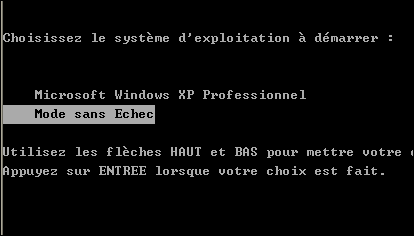 Choisissez le système d'exploitation à démarrer :
Microsoft Windows XP Professionnel
Mode sans Echec
Utilisez les flèches HAUT et BAS pour mettre votre
Appuyez sur ENTREE lorsque votre choix est fait.